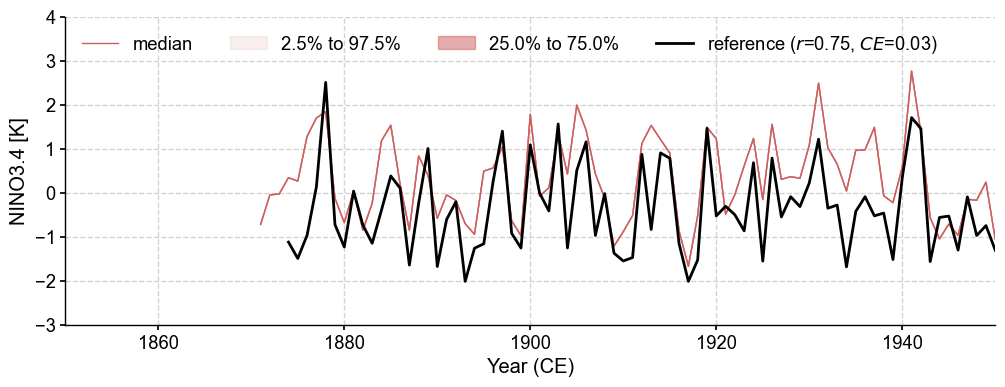 4
median 2.5% to 97.5% 25.0% to 75.0% reference (r=0.75, CE=0.03)
3
2
1
0
−1
−2
−3
NINO3.4 [K]
1860 1880 1900 1920 1940
Year (CE)